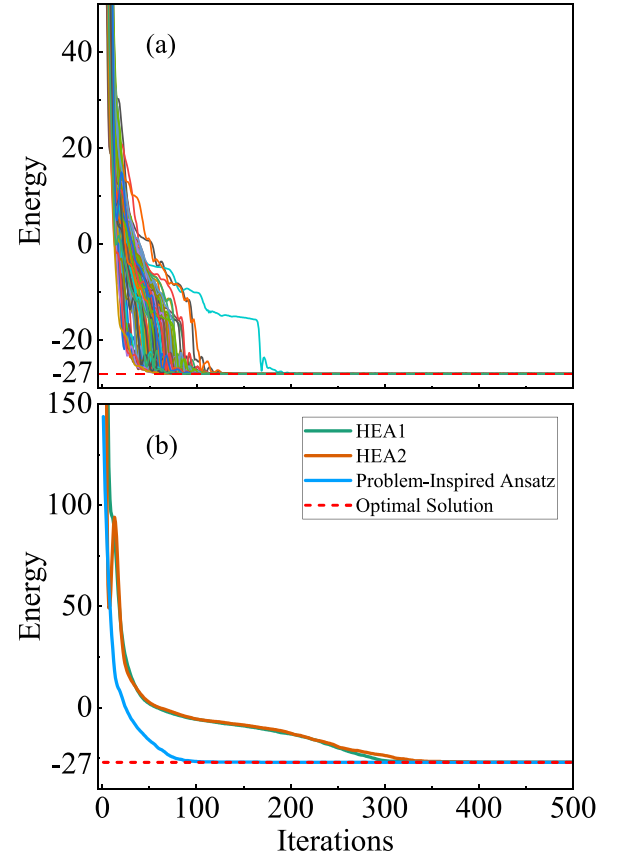 (a)
40
20
0
-20
-27
Energy
(b)
150
100
50
0
-27
Energy
HEA1
HEA2
Problem-Inspired Ansatz
Optimal Solution
0 100 200 300 400 500
Iterations